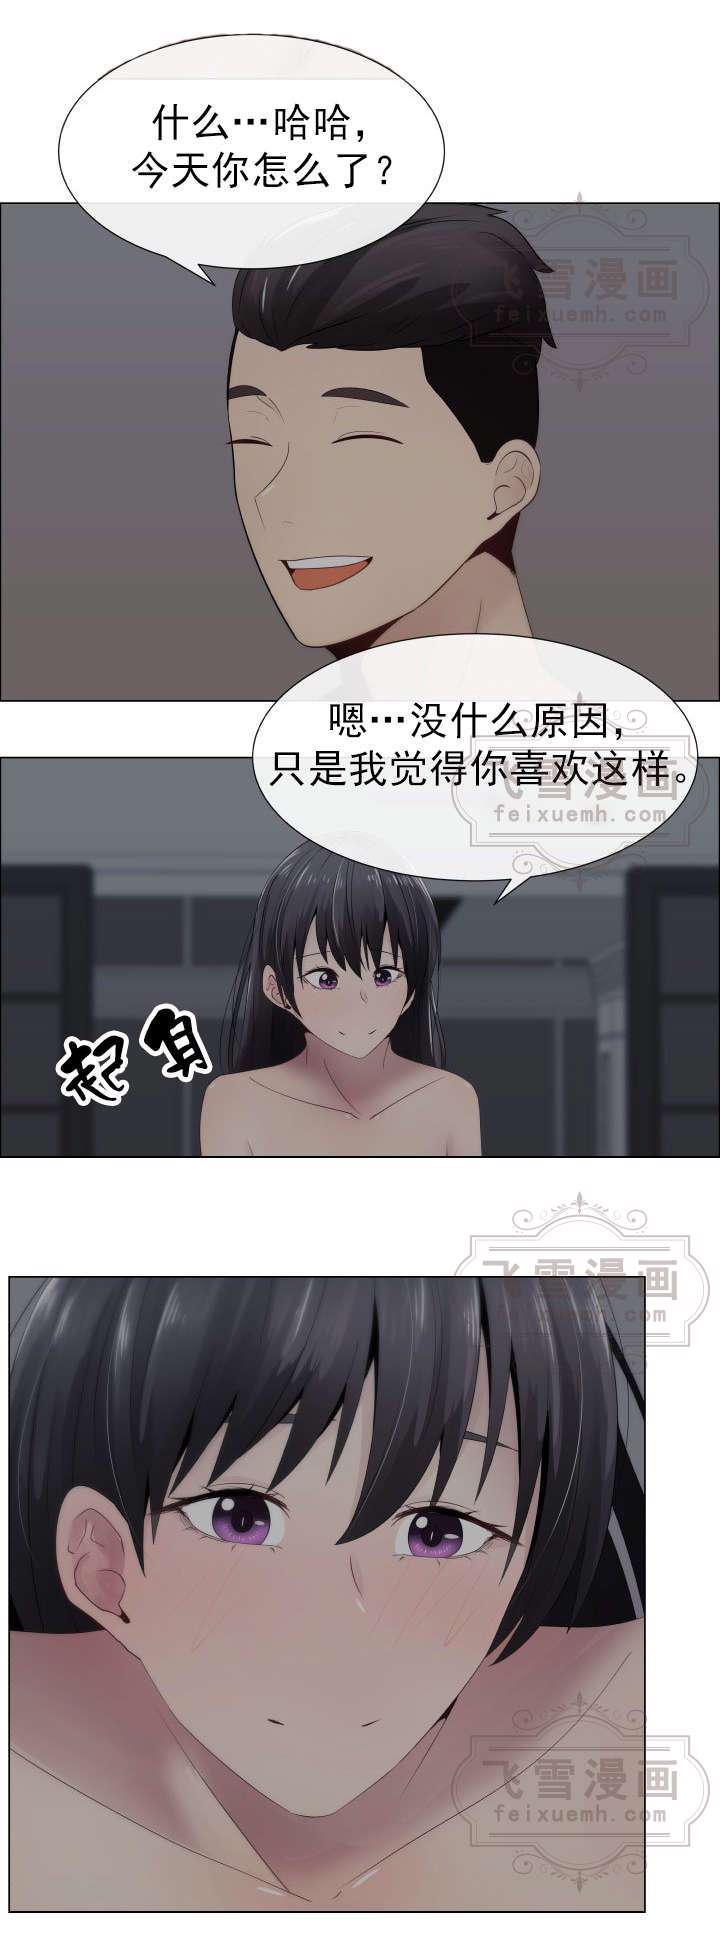 什么…哈哈，
今天你怎么了？
飞雪漫画
feixuemh.com
嗯…没什么原因，
只是我觉得你喜欢这样。
飞雪漫画
feixuemh.com
起身
飞雪漫画
feixuemh.com
飞雪漫画
feixuemh.com